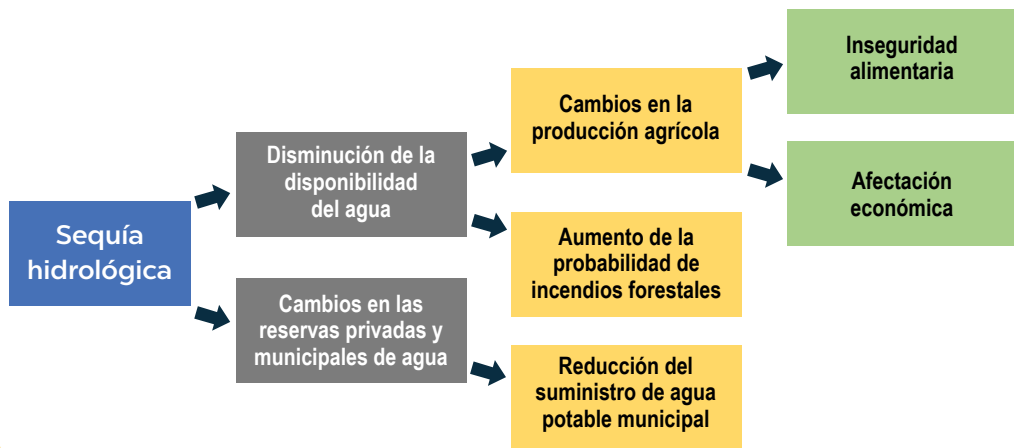 Sequía
hidrológica
Disminución de la
disponibilidad
del agua
Cambios en las
reservas privadas y
municipales de agua
Cambios en la
producción agrícola
Aumento de la
probabilidad de
incendios forestales
Reducción del
suministro de agua
potable municipal
Inseguridad
alimentaria
Afectación
económica